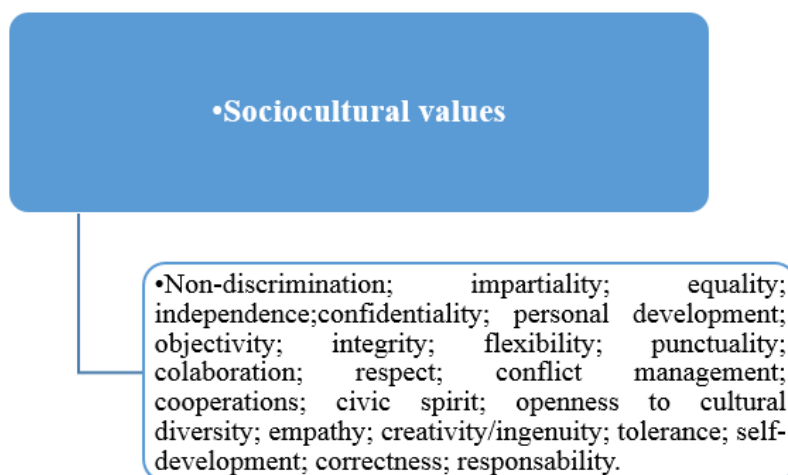 •Sociocultural values
•Non-discrimination; impartiality; equality;
independence;confidentiality; personal development;
objectivity; integrity; flexibility; punctuality;
colaboration; respect; conflict management;
cooperations; civic spirit; openness to cultural
diversity; empathy; creativity/ingenuity; tolerance; self-
development; correctness; responsability.